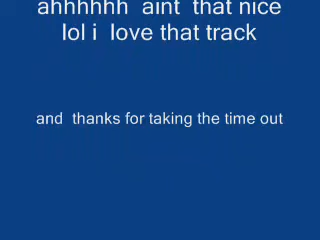 ahhhhhh aint that nice
lol i love that track
and thanks for taking the time out